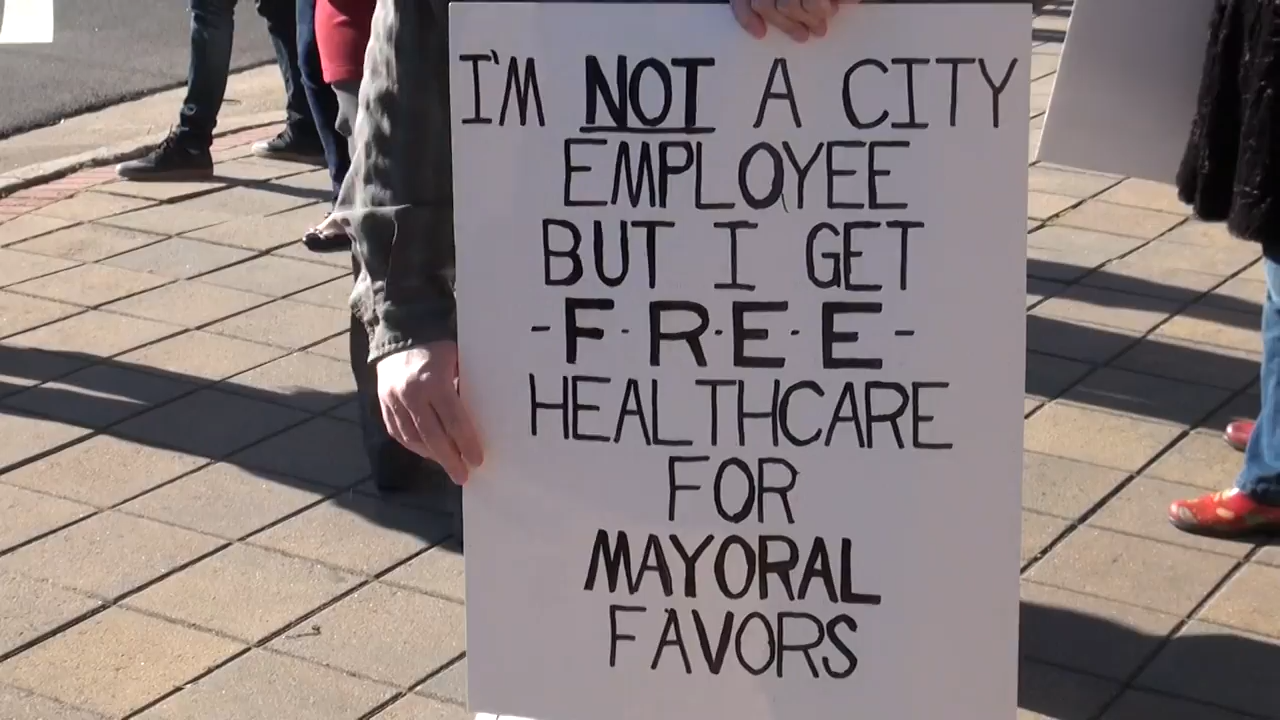 I'M NOT A CITY
EMPLOYEE
BUT I GET
-F·R·E·E-
HEALTHCARE
FOR
MAYORAL
FAVORS